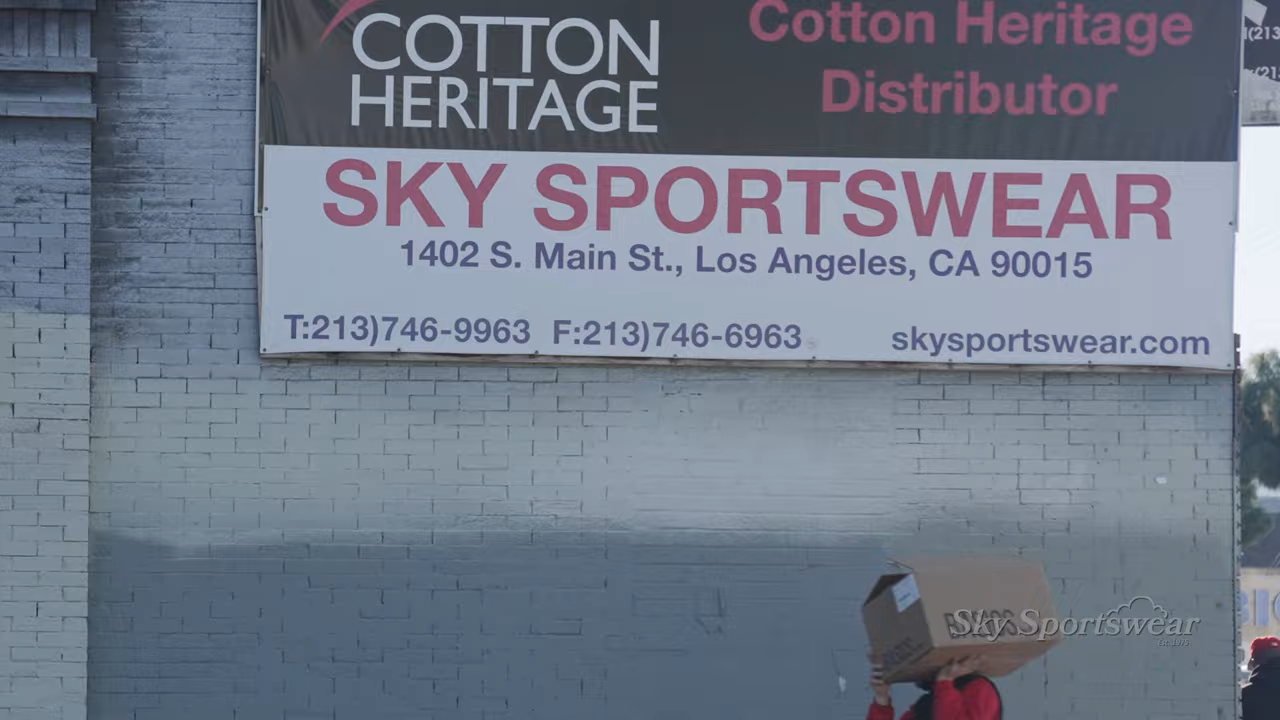 COTTON
HERITAGE
Cotton Heritage
Distributor
SKY SPORTSWEAR
1402 S. Main St., Los Angeles, CA 90015
T:213)746-9963 F:213)746-6963
skysportswear.com
Sky Sportswear